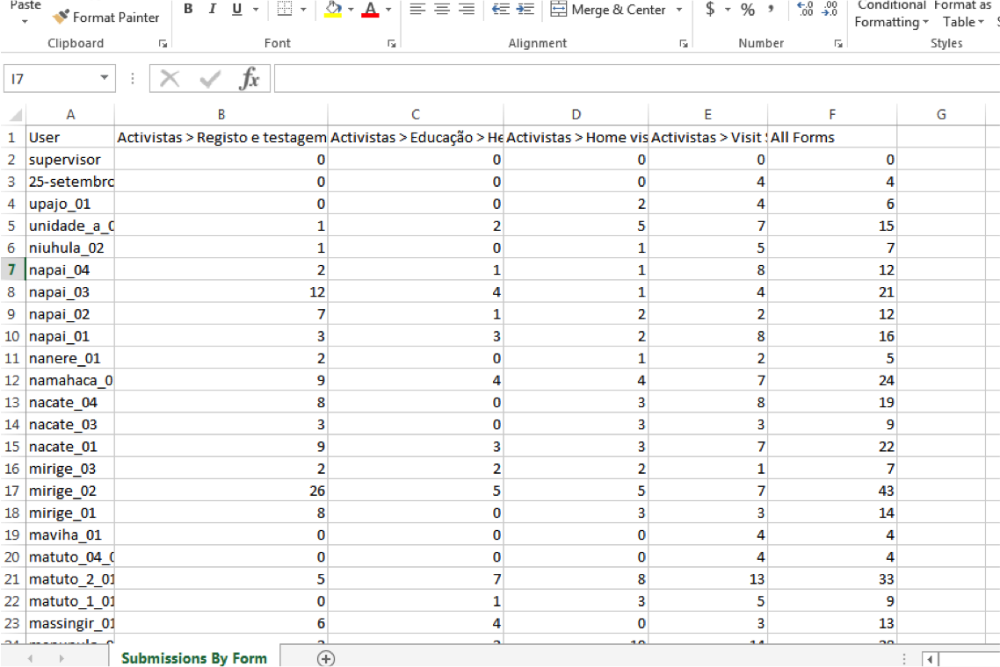 Paste
Format Painter
B I U
A
Merge & Center
$ % ,
Conditional Format as
Formatting Table
Clipboard Font Alignment Number Styles
I7 fx
A B C D E F G
1 User Activistas > Registo e testagem Activistas > Educação > He Activistas > Home vis Activistas > Visit All Forms
2 supervisor 0 0 0 0 0
3 25-setembro 0 0 0 4 4
4 upajo_01 0 0 2 4 6
5 unidade_a_0 1 2 5 7 15
6 niuhula_02 1 0 1 5 7
7 napai_04 2 1 1 8 12
8 napai_03 12 4 1 4 21
9 napai_02 7 1 2 2 12
10 napai_01 3 3 2 8 16
11 nanere_01 2 0 1 2 5
12 namahaca_0 9 4 4 7 24
13 nacate_04 8 0 3 8 19
14 nacate_03 3 0 3 3 9
15 nacate_01 9 3 3 7 22
16 mirige_03 2 2 2 1 7
17 mirige_02 26 5 5 7 43
18 mirige_01 8 0 3 3 14
19 maviha_01 0 0 0 4 4
20 matuto_04_0 0 0 0 4 4
21 matuto_2_01 5 7 8 13 33
22 matuto_1_01 0 1 3 5 9
23 massingir_01 6 4 0 3 13
Submissions By Form